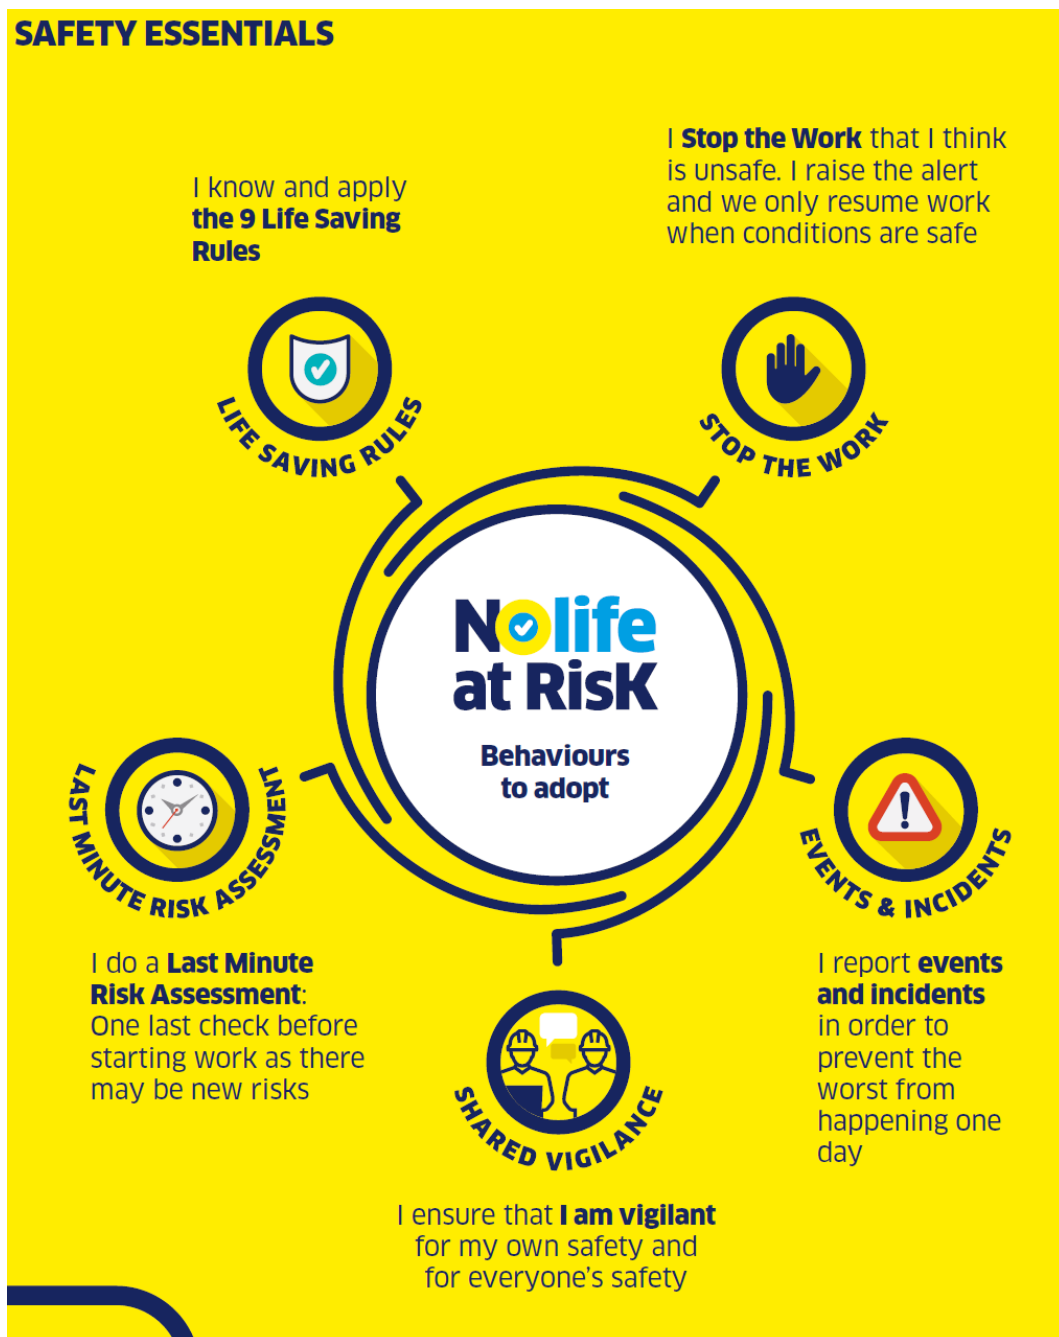 SAFETY ESSENTIALS
I know and apply
the 9 Life Saving
Rules
LIFE SAVING RULES
I Stop the Work that I think
is unsafe. I raise the alert
and we only resume work
when conditions are safe
STOP THE WORK
No life
at RisK
Behaviours
to adopt
LAST MINUTE RISK ASSESSMENT
I do a Last Minute
Risk Assessment:
One last check before
starting work as there
may be new risks
EVENTS & INCIDENTS
I report events
and incidents
in order to
prevent the
worst from
happening one
day
SHARED VIGILANCE
I ensure that I am vigilant
for my own safety and
for everyone's safety